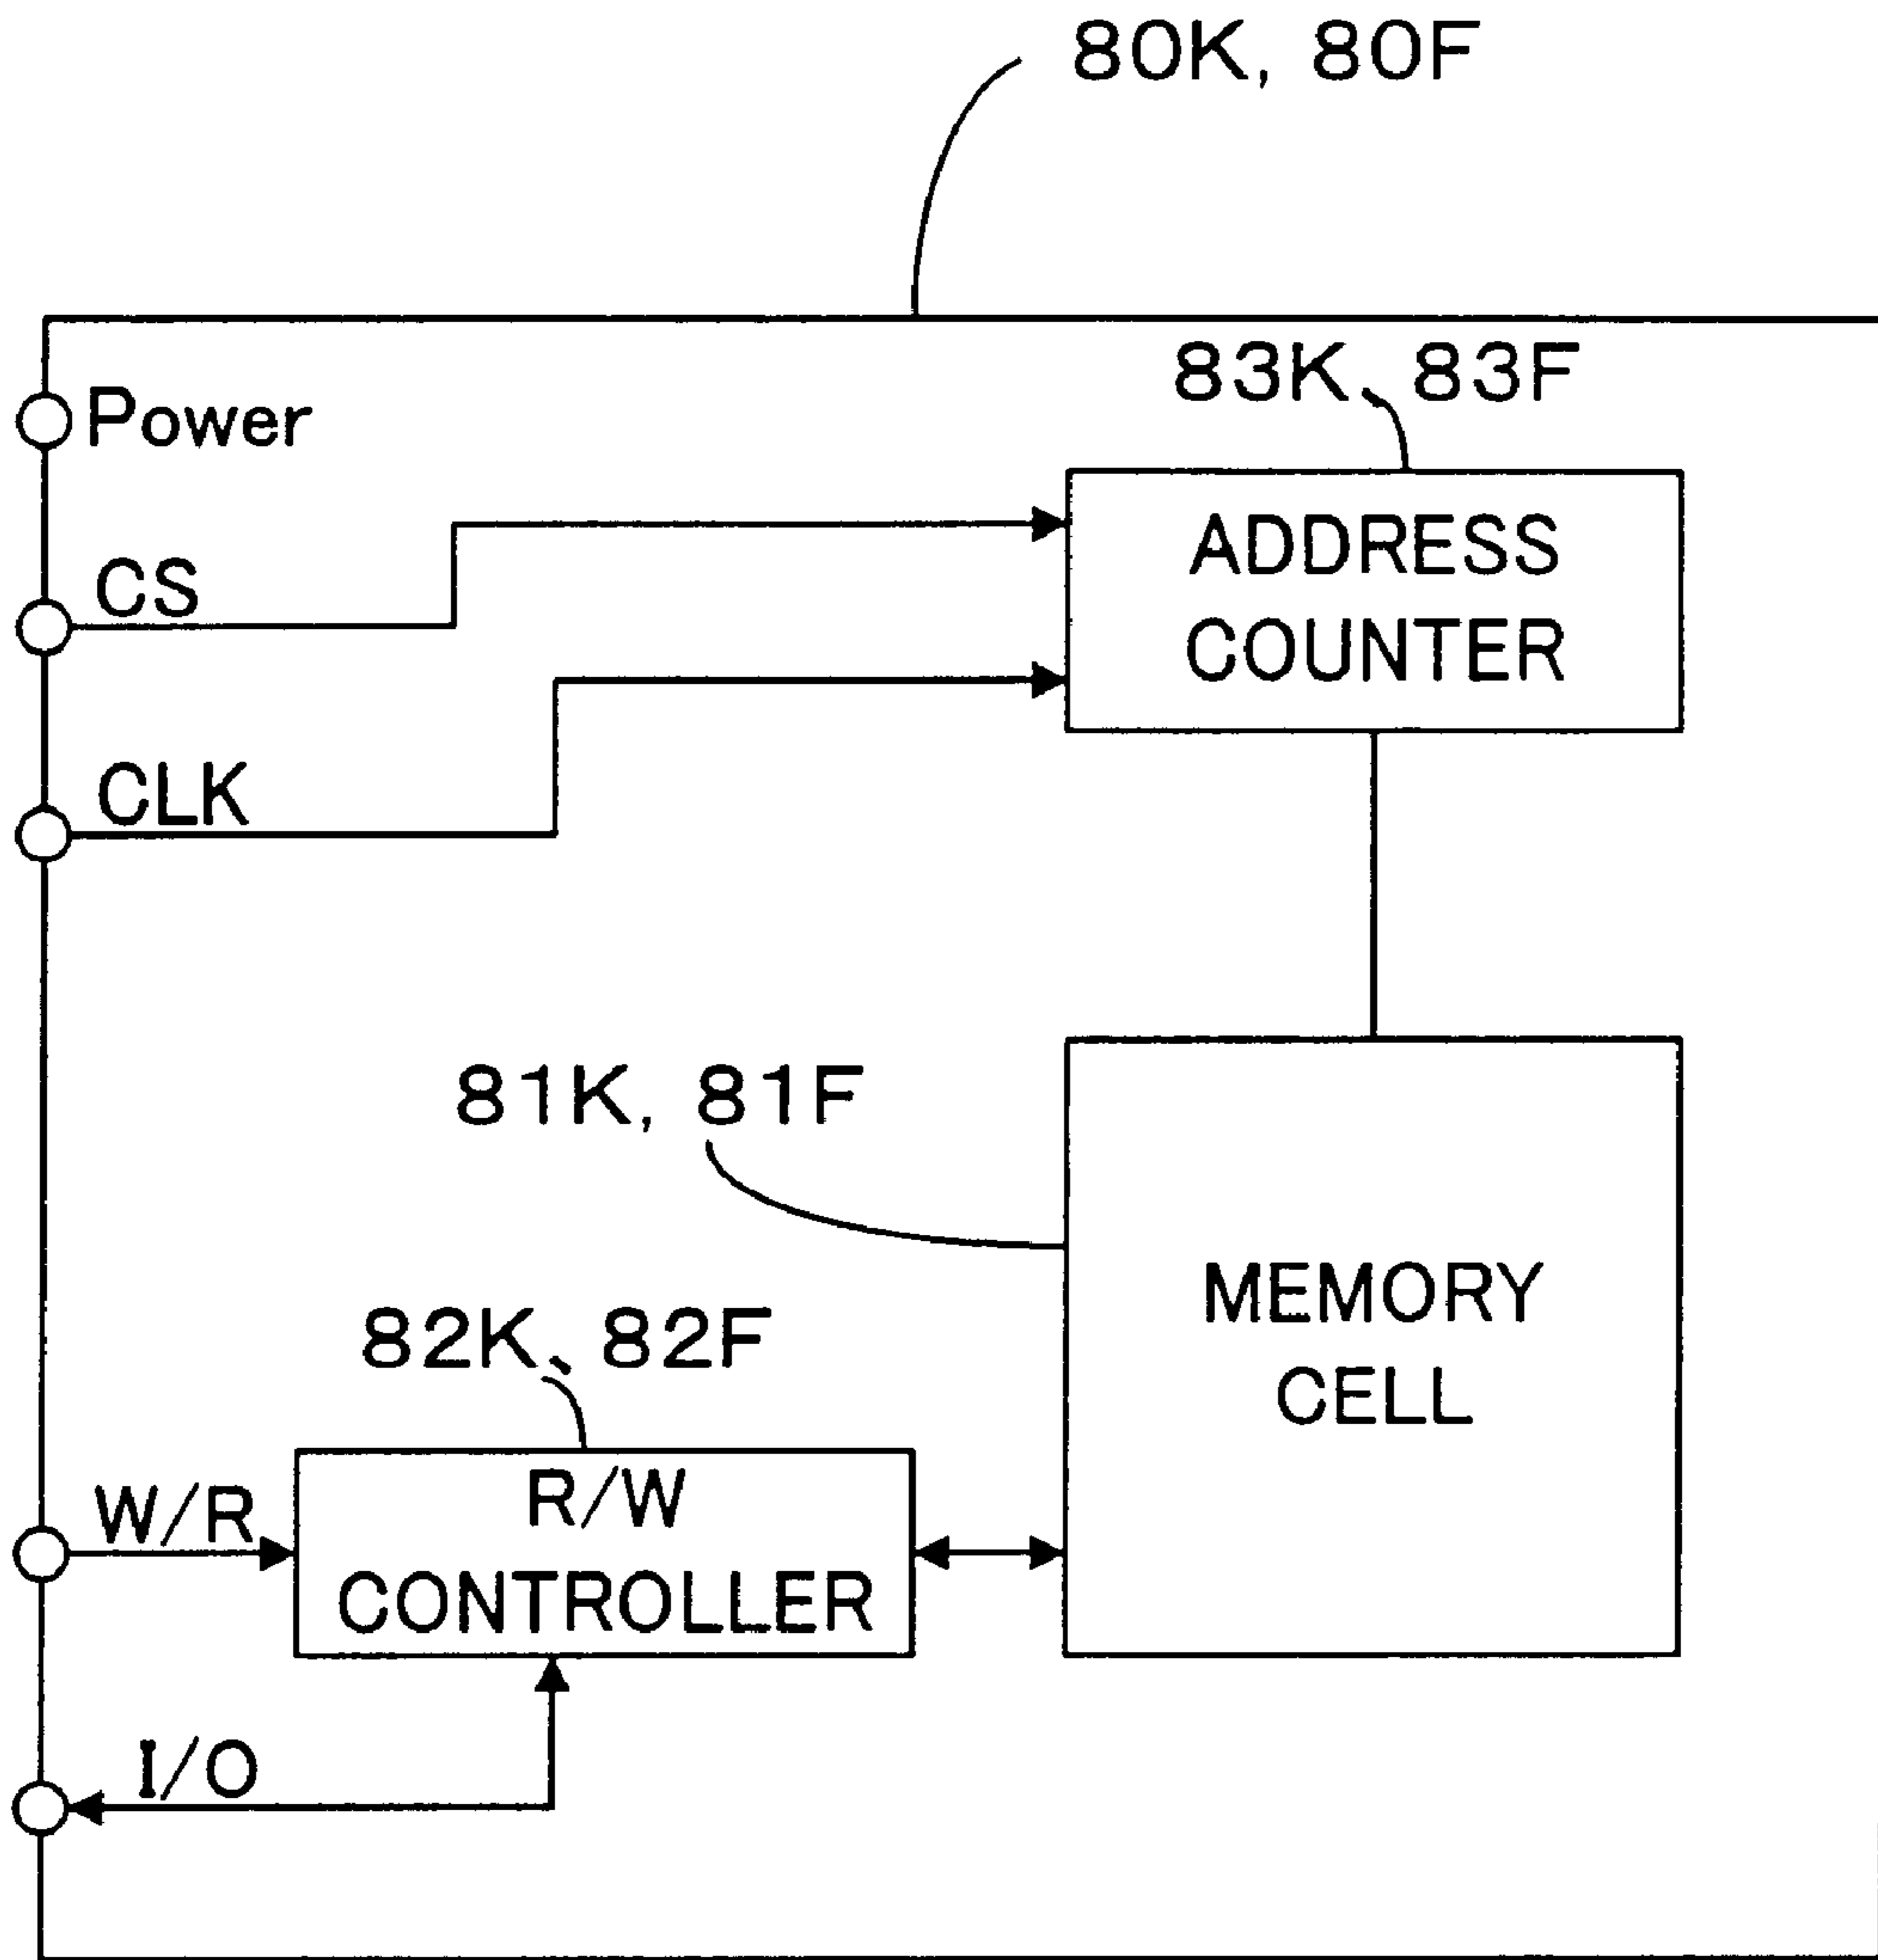 80K, 80F
83K、83F
Power
ADDRESS
COUNTER
CS
CLK
81K, 81F
MEMORY
CELL
82K、82F
R/W
CONTROLLER
W/R
I/O